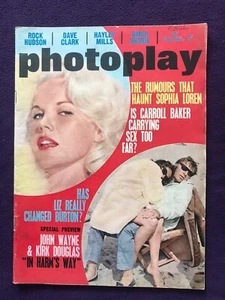 ROCK HUDSON
DAVE CLARK
HAYLEY MILLS
photoplay
THE RUMOURS THAT
HAUNT SOPHIA LOREN
IS CARROLL BAKER
CARRYING
SEX TOO
FAR?
HAS
LIZ REALLY
CHANGED BURTON?
SPECIAL PREVIEW
JOHN WAYNE
& KIRK DOUGLAS
"IN HARM'S WAY"